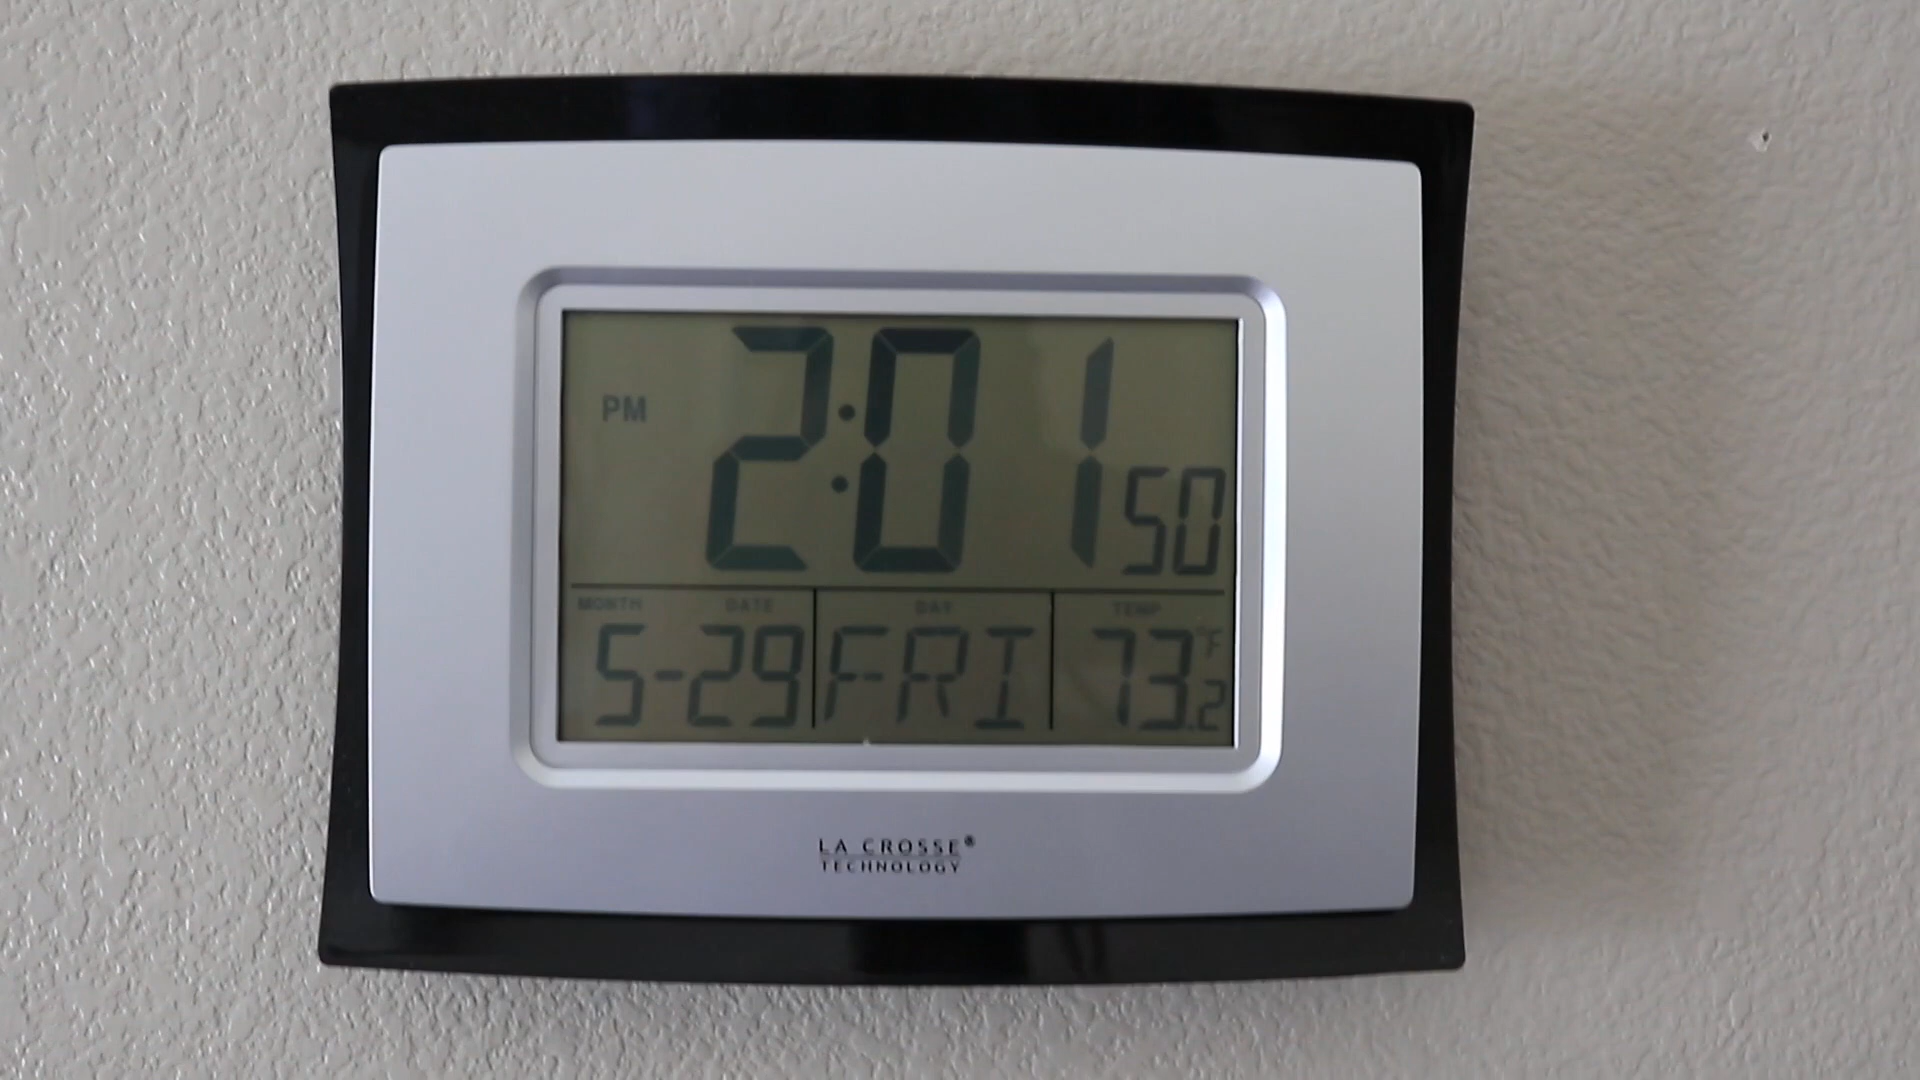 PM 2:01 50
MONTH DATE DAY TEMP
5-29 FRI 73.2 °F
LA CROSSE®
TECHNOLOGY